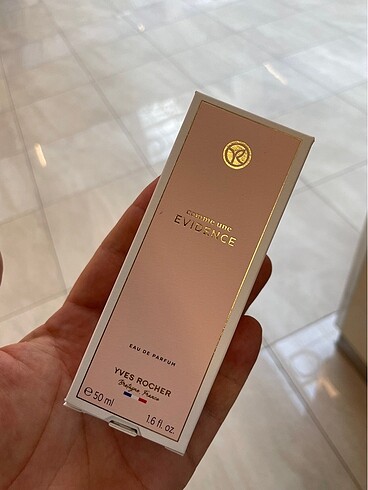 comme une
EVIDENCE
EAU DE PARFUM
YVES ROCHER
Bretagne, France
℮ 50 ml
1.6 fl. oz.